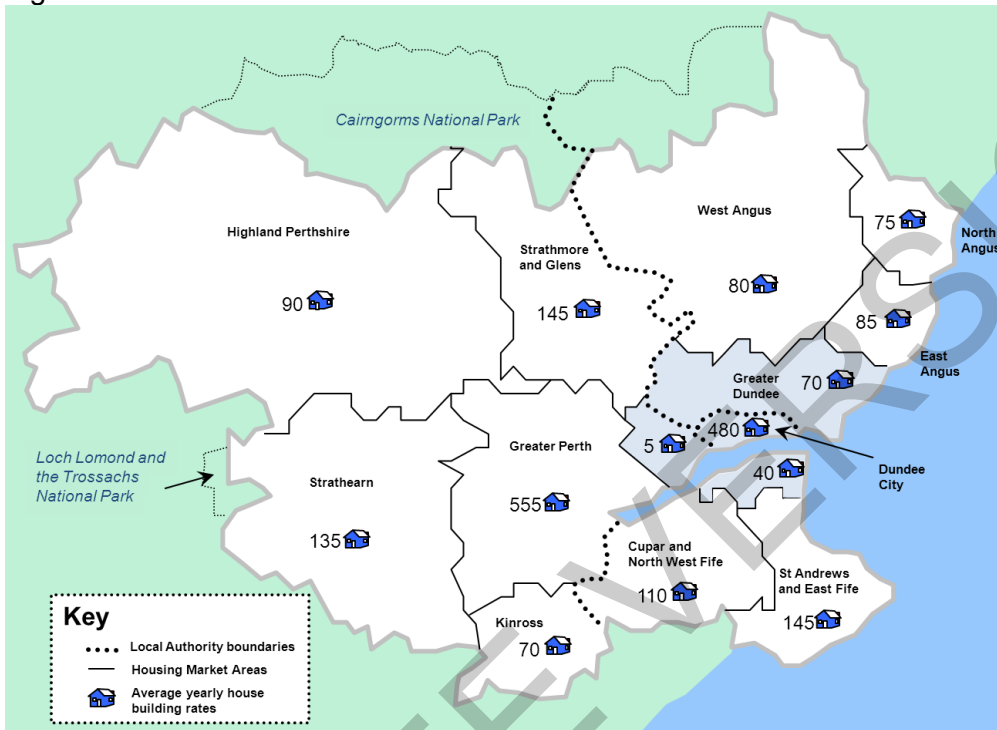 Cairngorms National Park
Highland Perthshire
90
Strathmore
and Glens
145
West Angus
80
75
North
Angus
85
East
Angus
Greater
Dundee
70
480
5
40
Dundee
City
Loch Lomond and
the Trossachs
National Park
Strathearn
135
Greater Perth
555
Cupar and
North West Fife
110
St Andrews
and East Fife
145
Kinross
70
Key
Local Authority boundaries
Housing Market Areas
Average yearly house
building rates